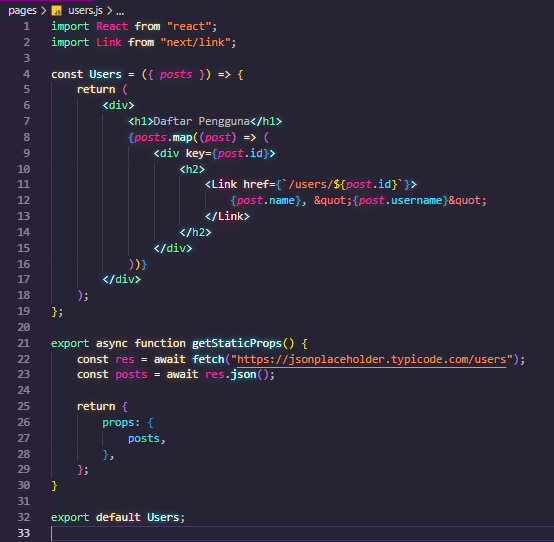 pages > JS users.js > ...
1 import React from "react";
2 import Link from "next/link";
3
4 const Users = ({ posts }) => {
5     return (
6         <div>
7             <h1>Daftar Pengguna</h1>
8             {posts.map((post) => (
9                 <div key={post.id}>
10                     <h2>
11                         <Link href={`/users/${post.id}`}>
12                             {post.name}, &quot;{post.username}&quot;
13                         </Link>
14                     </h2>
15                 </div>
16             ))}
17         </div>
18     );
19 };
20
21 export async function getStaticProps() {
22     const res = await fetch("https://jsonplaceholder.typicode.com/users");
23     const posts = await res.json();
24
25     return {
26         props: {
27             posts,
28         },
29     };
30 }
31
32 export default Users;
33